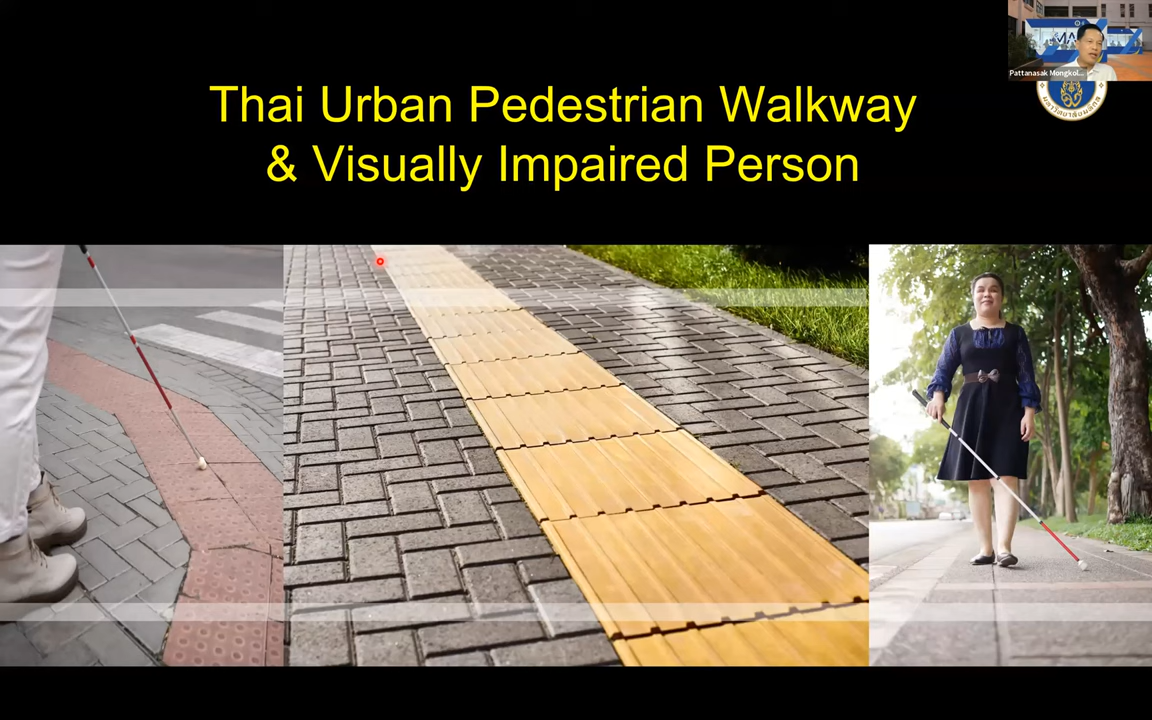 Thai Urban Pedestrian Walkway
& Visually Impaired Person
Pattanasak Mongkol...